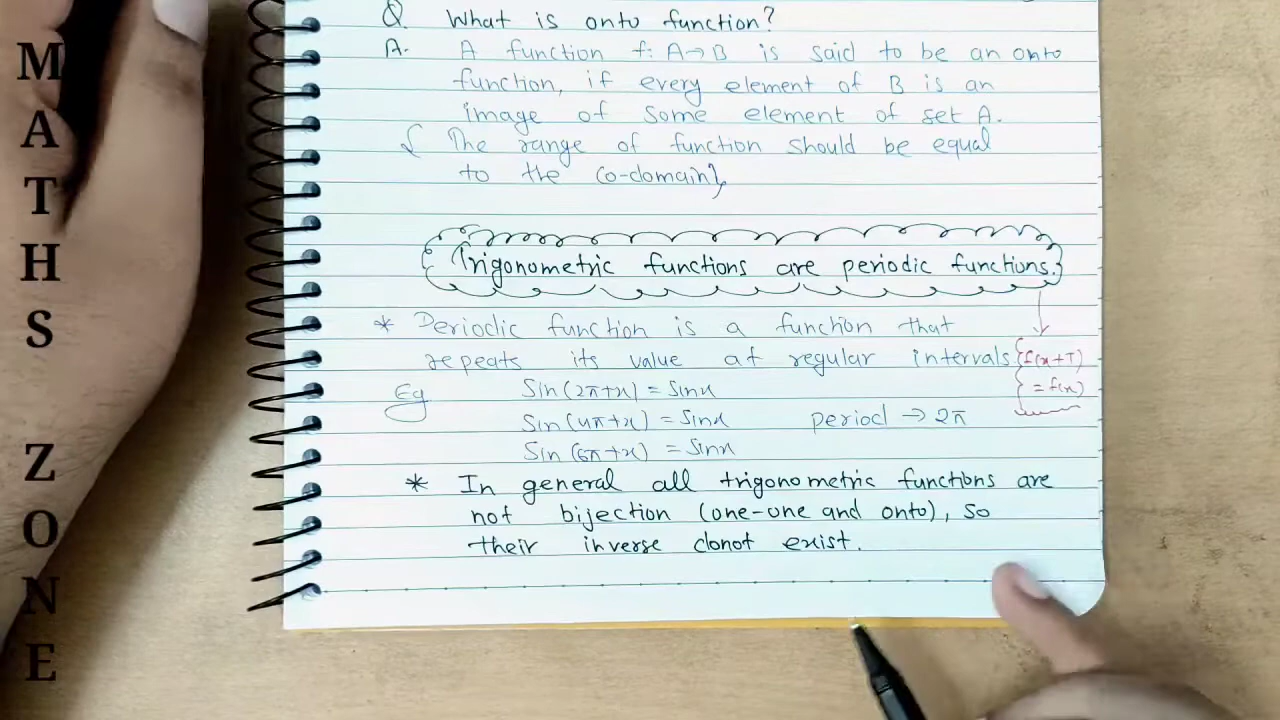 MATHS ZONE
Q. What is onto function?
A. A function f: A→B is said to be an onto
function, if every element of B is an
image of some element of set A.
{ The range of function should be equal
to the co-domain},
Trigonometric functions are periodic functions.
* Periodic function is a function that
repeats its value at regular intervals {f(x+T)
= f(x)
Eg Sin(2π+x) = Sinx
Sin(4π+x) = Sinx period → 2π
Sin(6π+x) = Sinx
* In general all trigonometric functions are
not bijection (one-one and onto), so
their inverse donot exist.